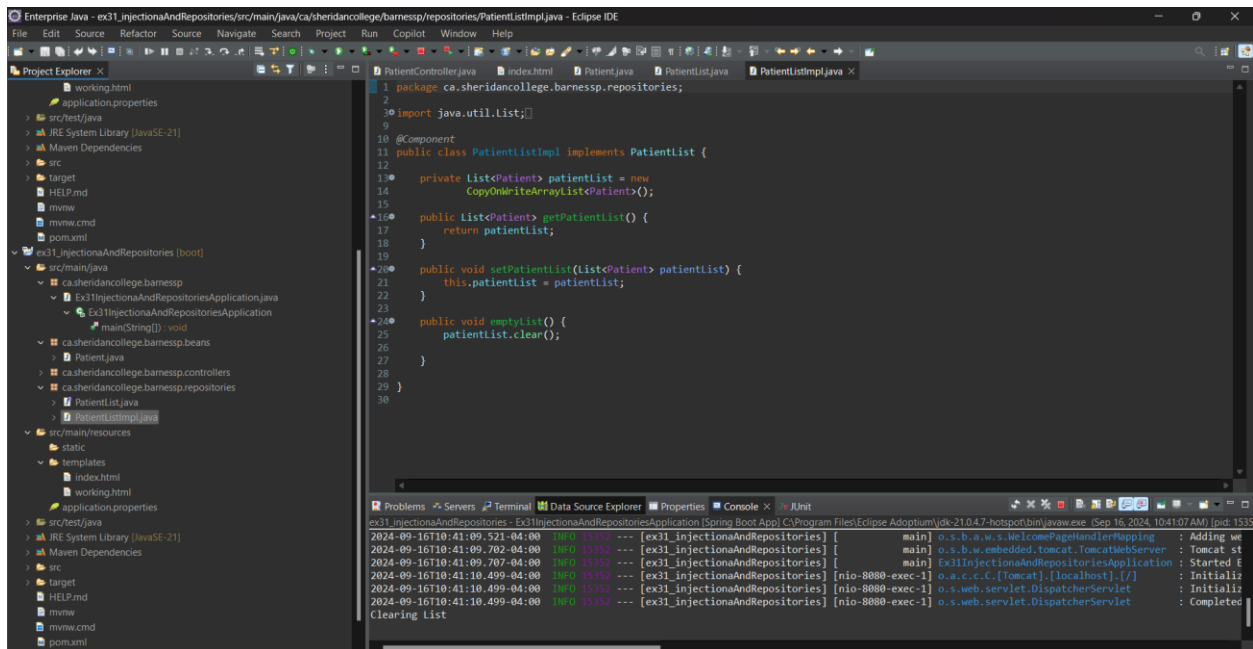 Enterprise Java - ex31_injectionaAndRepositories/src/main/java/ca/sheridancollege/barnessp/repositories/PatientListImpl.java - Eclipse IDE
File Edit Source Refactor Source Navigate Search Project Run Copilot Window Help
Project Explorer
working.html
application.properties
src/test/java
JRE System Library [JavaSE-21]
Maven Dependencies
src
target
HELP.md
mvnw
mvnw.cmd
pom.xml
ex31_injectionaAndRepositories [boot]
src/main/java
ca.sheridancollege.barnessp
Ex31InjectionaAndRepositoriesApplication.java
Ex31InjectionaAndRepositoriesApplication
main(String[]) : void
ca.sheridancollege.barnessp.beans
Patient.java
ca.sheridancollege.barnessp.controllers
ca.sheridancollege.barnessp.repositories
PatientList.java
PatientListImpl.java
src/main/resources
static
templates
index.html
working.html
application.properties
src/test/java
JRE System Library [JavaSE-21]
Maven Dependencies
src
target
HELP.md
mvnw
mvnw.cmd
pom.xml
PatientController.java index.html Patient.java PatientList.java PatientListImpl.java
1 package ca.sheridancollege.barnessp.repositories;
2
3 import java.util.List;
9
10 @Component
11 public class PatientListImpl implements PatientList {
12
13 private List<Patient> patientList = new
14 CopyOnWriteArrayList<Patient>();
15
16 public List<Patient> getPatientList() {
17 return patientList;
18 }
19
20 public void setPatientList(List<Patient> patientList) {
21 this.patientList = patientList;
22 }
23
24 public void emptyList() {
25 patientList.clear();
26
27 }
28
29 }
30
Problems Servers Terminal Data Source Explorer Properties Console JUnit
ex31_injectionaAndRepositories - Ex31InjectionaAndRepositoriesApplication [Spring Boot App] C:\Program Files\Eclipse Adoptium\jdk-21.0.4.7-hotspot\bin\javaw.exe (Sep 16, 2024, 10:41:07 AM) [pid: 1535
2024-09-16T10:41:09.521-04:00 INFO 15352 --- [ex31_injectionaAndRepositories] [ main] o.s.b.a.w.s.WelcomePageHandlerMapping : Adding we
2024-09-16T10:41:09.702-04:00 INFO 15352 --- [ex31_injectionaAndRepositories] [ main] o.s.b.w.embedded.tomcat.TomcatWebServer : Tomcat st
2024-09-16T10:41:09.707-04:00 INFO 15352 --- [ex31_injectionaAndRepositories] [ main] Ex31InjectionaAndRepositoriesApplication : Started E
2024-09-16T10:41:10.499-04:00 INFO 15352 --- [ex31_injectionaAndRepositories] [nio-8080-exec-1] o.a.c.c.C.[Tomcat].[localhost].[/] : Initializ
2024-09-16T10:41:10.499-04:00 INFO 15352 --- [ex31_injectionaAndRepositories] [nio-8080-exec-1] o.s.web.servlet.DispatcherServlet : Initializ
2024-09-16T10:41:10.499-04:00 INFO 15352 --- [ex31_injectionaAndRepositories] [nio-8080-exec-1] o.s.web.servlet.DispatcherServlet : Completed
Clearing List